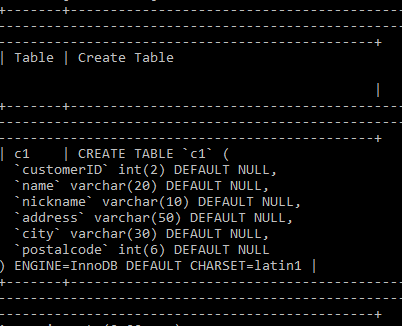 +-------+--------------------------------------------
-----------------------------------------------------
-----------------------------------------------+
| Table | Create Table
|
+-------+--------------------------------------------
-----------------------------------------------------
-----------------------------------------------+
| c1    | CREATE TABLE `c1` (
  `customerID` int(2) DEFAULT NULL,
  `name` varchar(20) DEFAULT NULL,
  `nickname` varchar(10) DEFAULT NULL,
  `address` varchar(50) DEFAULT NULL,
  `city` varchar(30) DEFAULT NULL,
  `postalcode` int(6) DEFAULT NULL
) ENGINE=InnoDB DEFAULT CHARSET=latin1 |
+-------+--------------------------------------------
-----------------------------------------------------
-----------------------------------------------+